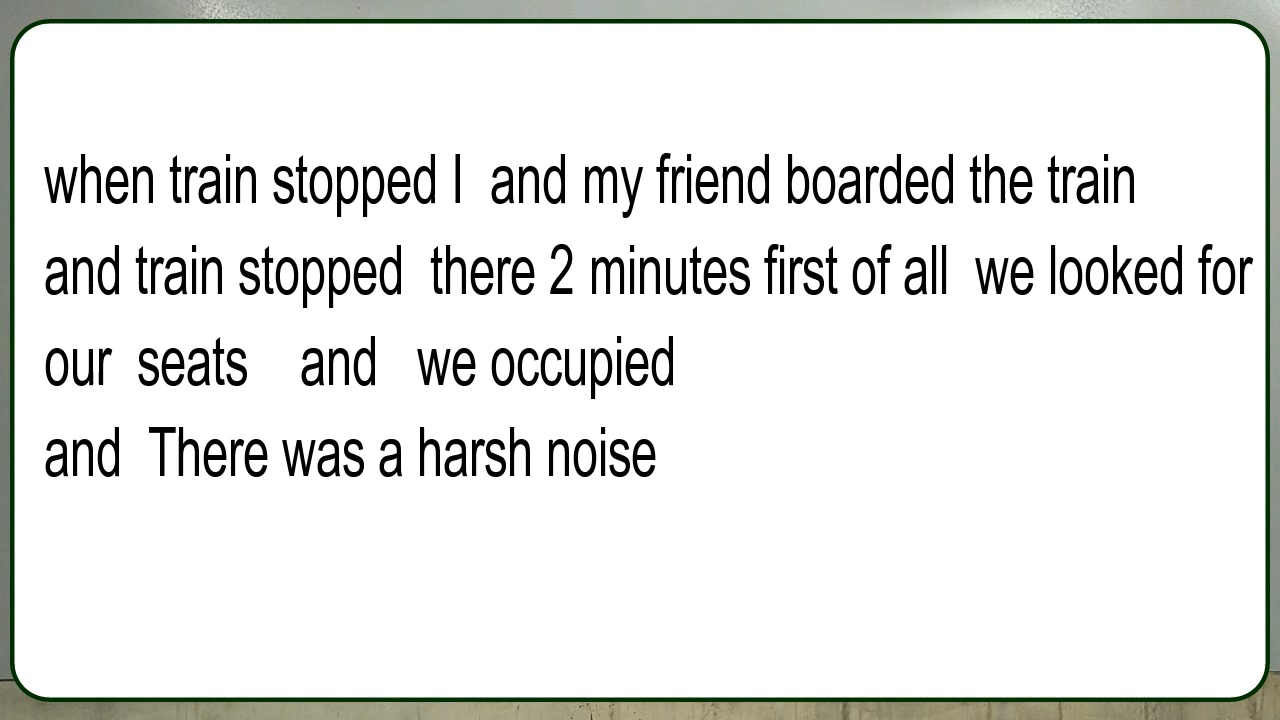 when train stopped I  and my friend boarded the train
and train stopped  there 2 minutes first of all  we looked for
our  seats    and   we occupied
and  There was a harsh noise